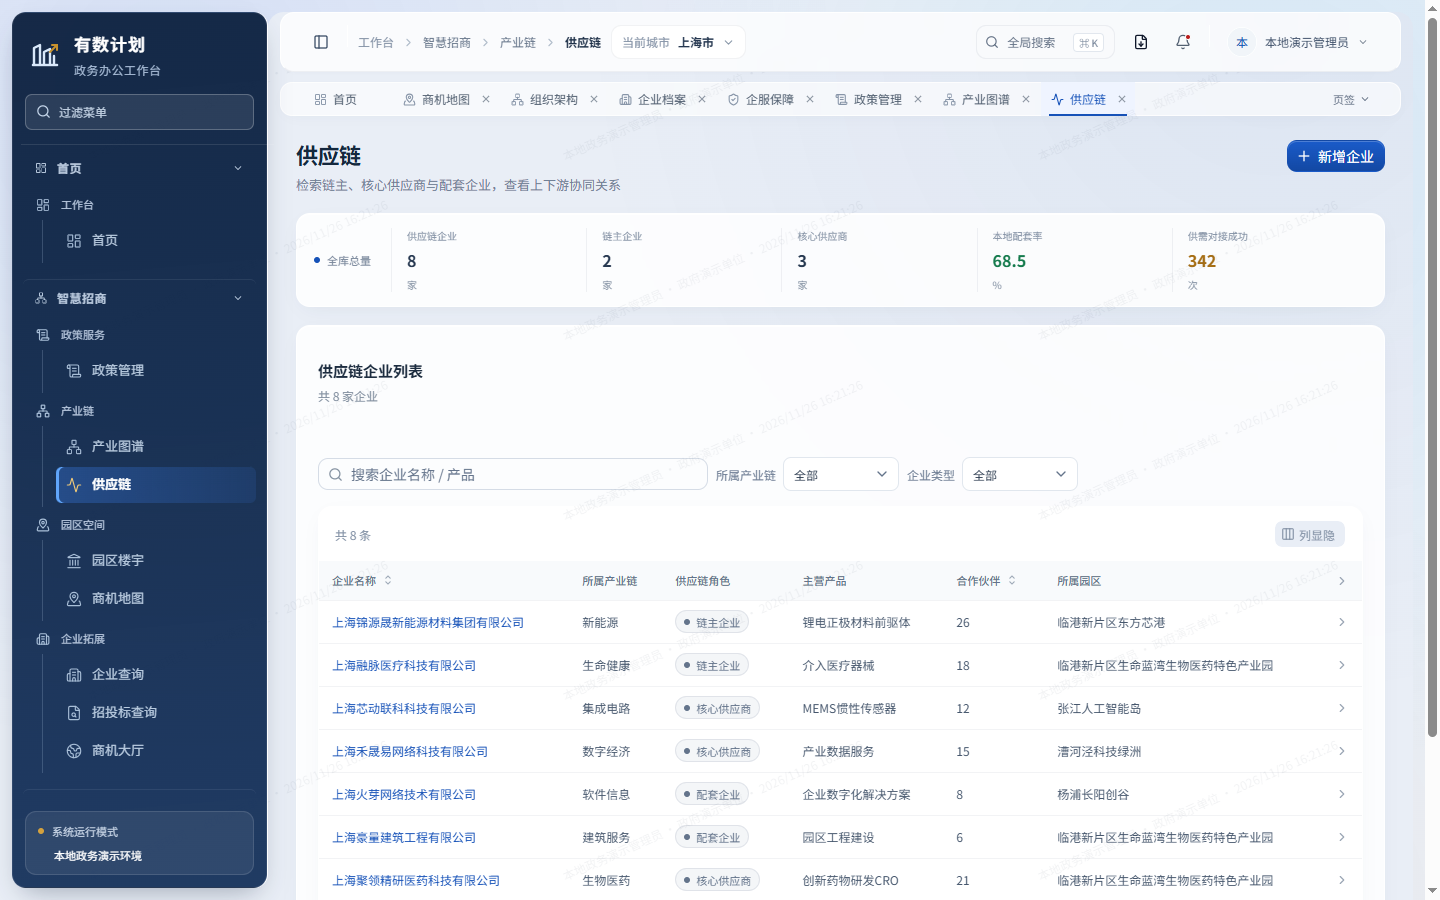 有数计划
政务办公工作台
过滤菜单
首页
工作台
首页
智慧招商
政策服务
政策管理
产业链
产业图谱
供应链
园区空间
园区楼宇
商机地图
企业拓展
企业查询
招投标查询
商机大厅
系统运行模式
本地政务演示环境
工作台 > 智慧招商 > 产业链 > 供应链 当前城市 上海市
全局搜索 ⌘K
本 本地演示管理员
首页 商机地图 组织架构 企业档案 企服保障 政策管理 产业图谱 供应链 页签
供应链
检索链主、核心供应商与配套企业，查看上下游协同关系
新增企业
全库总量
供应链企业
8
家
链主企业
2
家
核心供应商
3
家
本地配套率
68.5
%
供需对接成功
342
次
供应链企业列表
共 8 家企业
搜索企业名称 / 产品 所属产业链 全部 企业类型 全部
共 8 条 列显隐
企业名称 所属产业链 供应链角色 主营产品 合作伙伴 所属园区
上海锦源晟新能源材料集团有限公司 新能源 链主企业 锂电正极材料前驱体 26 临港新片区东方芯港
上海融脉医疗科技有限公司 生命健康 链主企业 介入医疗器械 18 临港新片区生命蓝湾生物医药特色产业园
上海芯动联科科技有限公司 集成电路 核心供应商 MEMS惯性传感器 12 张江人工智能岛
上海禾晟易网络科技有限公司 数字经济 核心供应商 产业数据服务 15 漕河泾科技绿洲
上海火芽网络技术有限公司 软件信息 配套企业 企业数字化解决方案 8 杨浦长阳创谷
上海豪量建筑工程有限公司 建筑服务 配套企业 园区工程建设 6 临港新片区生命蓝湾生物医药特色产业园
上海聚领精研医药科技有限公司 生物医药 核心供应商 创新药物研发CRO 21 临港新片区生命蓝湾生物医药特色产业园
本地政务演示管理员 · 政府演示单位 · 2026/11/26 16:21:26